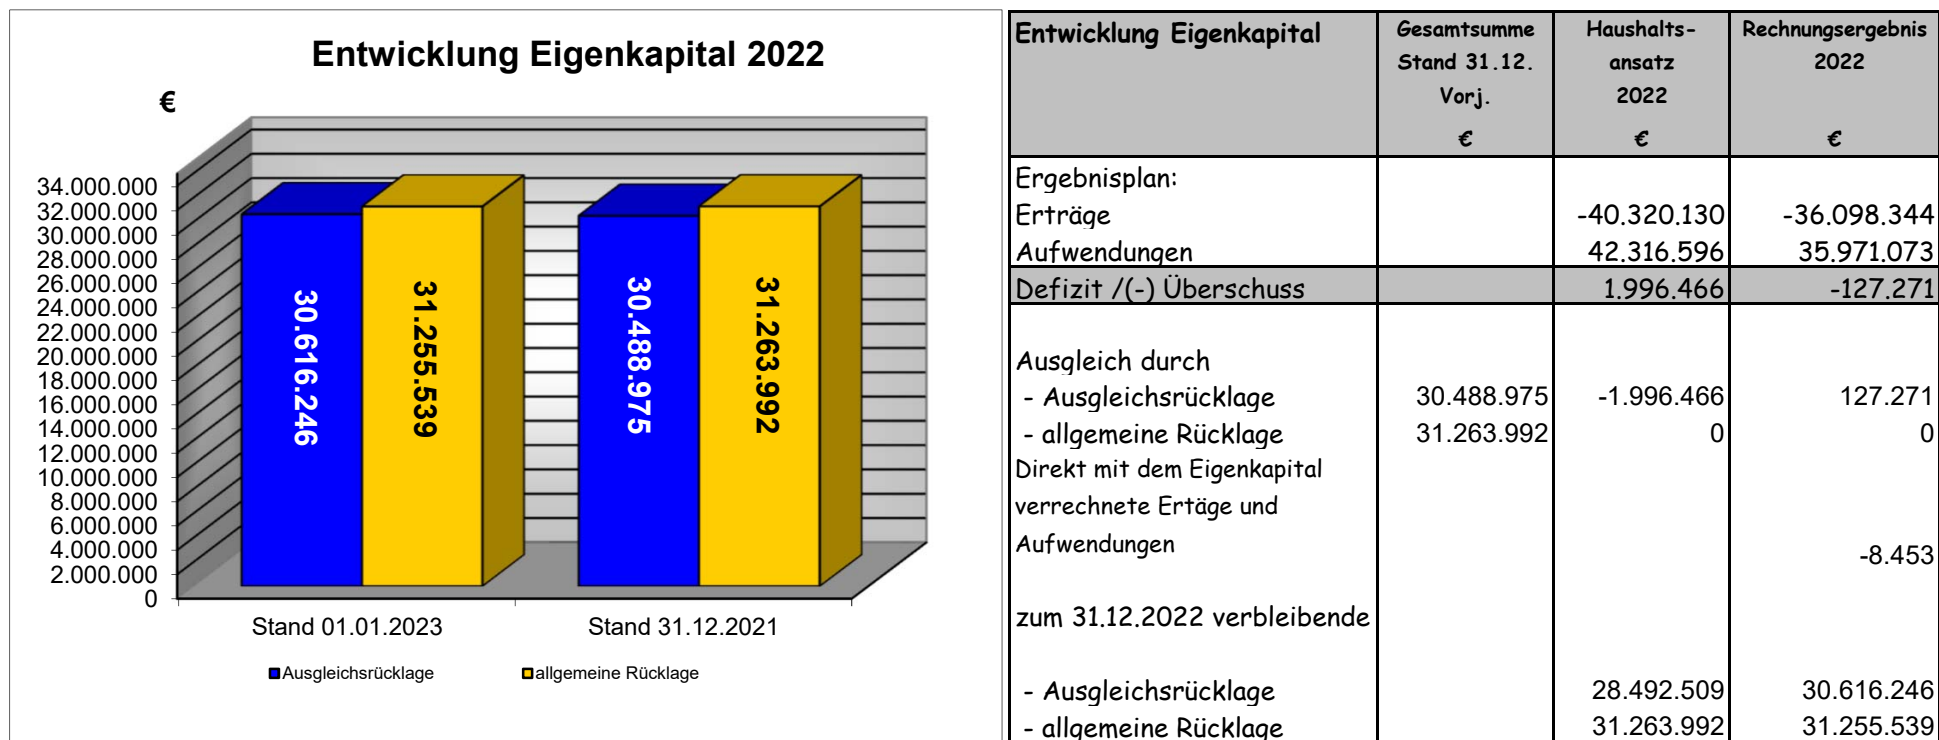 Entwicklung Eigenkapital 2022
€
34.000.000
32.000.000
30.000.000
28.000.000
26.000.000
24.000.000
22.000.000
20.000.000
18.000.000
16.000.000
14.000.000
12.000.000
10.000.000
8.000.000
6.000.000
4.000.000
2.000.000
0
30.616.246
31.255.539
30.488.975
31.263.992
Stand 01.01.2023 Stand 31.12.2021
Ausgleichsrücklage allgemeine Rücklage
Entwicklung Eigenkapital Gesamtsumme Haushalts- Rechnungsergebnis
Stand 31.12. ansatz 2022
Vorj. 2022
€ € €
Ergebnisplan:
Erträge -40.320.130 -36.098.344
Aufwendungen 42.316.596 35.971.073
Defizit /(-) Überschuss 1.996.466 -127.271
Ausgleich durch
- Ausgleichsrücklage 30.488.975 -1.996.466 127.271
- allgemeine Rücklage 31.263.992 0 0
Direkt mit dem Eigenkapital
verrechnete Ertäge und
Aufwendungen -8.453
zum 31.12.2022 verbleibende
- Ausgleichsrücklage 28.492.509 30.616.246
- allgemeine Rücklage 31.263.992 31.255.539